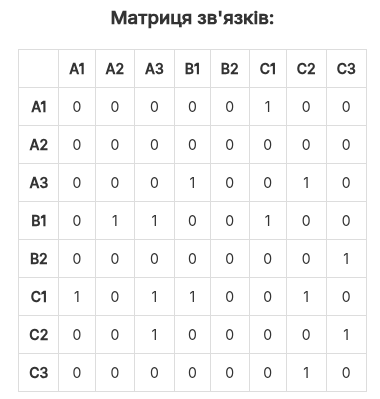 Матриця зв'язків:
A1 A2 A3 B1 B2 C1 C2 C3
A1 0 0 0 0 0 1 0 0
A2 0 0 0 0 0 0 0 0
A3 0 0 0 1 0 0 1 0
B1 0 1 1 0 0 1 0 0
B2 0 0 0 0 0 0 0 1
C1 1 0 1 1 0 0 1 0
C2 0 0 1 0 0 0 0 1
C3 0 0 0 0 0 0 1 0